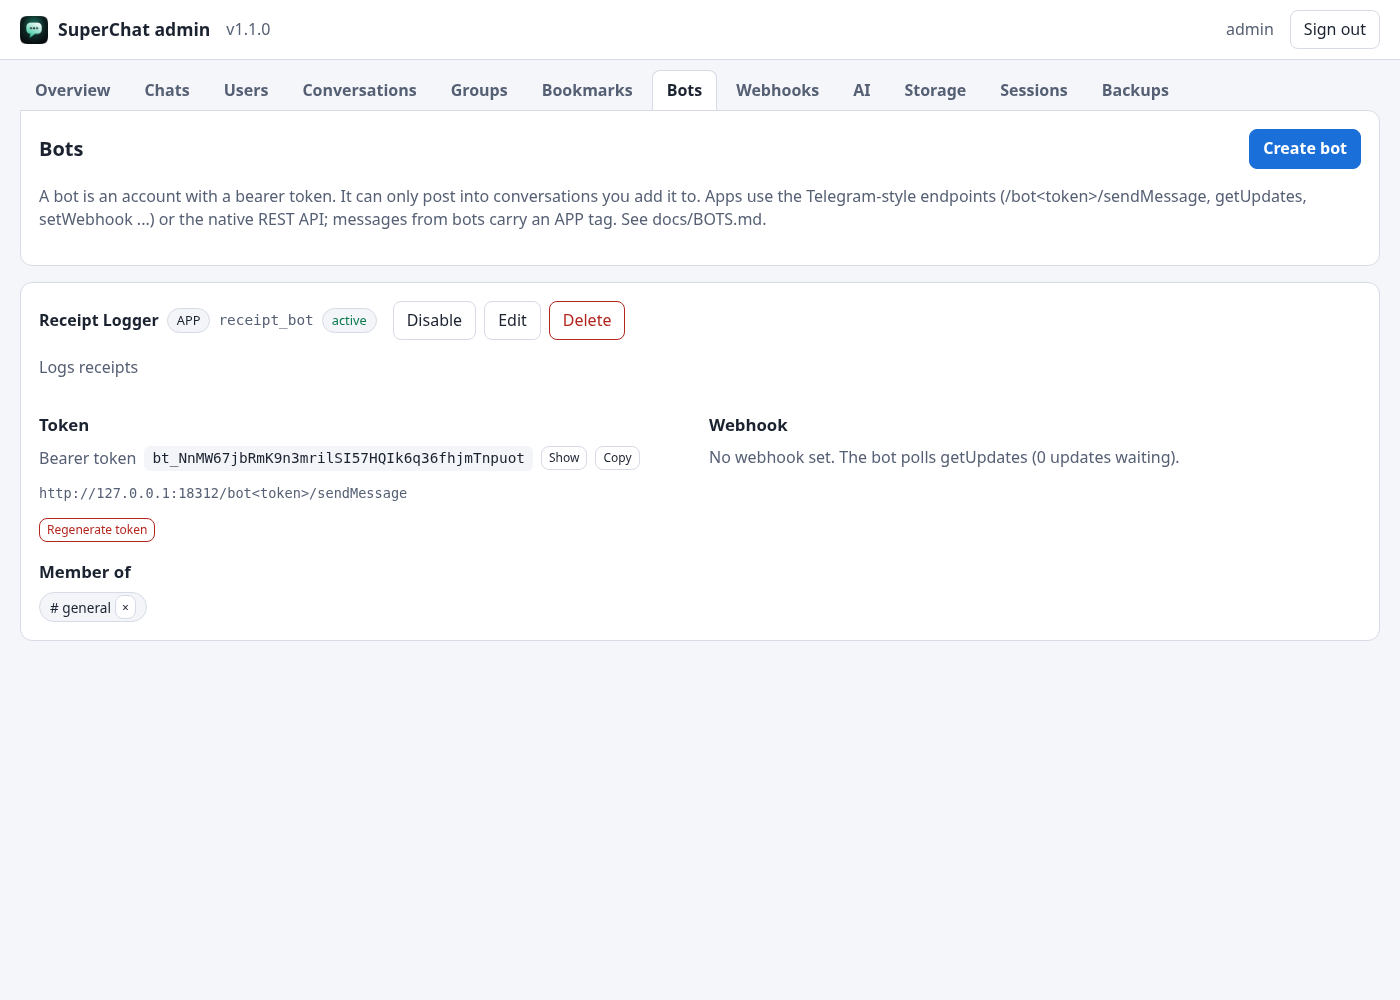 SuperChat admin v1.1.0
admin Sign out
Overview Chats Users Conversations Groups Bookmarks Bots Webhooks AI Storage Sessions Backups
Bots
Create bot
A bot is an account with a bearer token. It can only post into conversations you add it to. Apps use the Telegram-style endpoints (/bot<token>/sendMessage, getUpdates,
setWebhook ...) or the native REST API; messages from bots carry an APP tag. See docs/BOTS.md.
Receipt Logger APP receipt_bot active Disable Edit Delete
Logs receipts
Token
Bearer token bt_NnMW67jbRmK9n3mrilSI57HQIk6q36fhjmTnpuot Show Copy
http://127.0.0.1:18312/bot<token>/sendMessage
Regenerate token
Member of
# general ×
Webhook
No webhook set. The bot polls getUpdates (0 updates waiting).